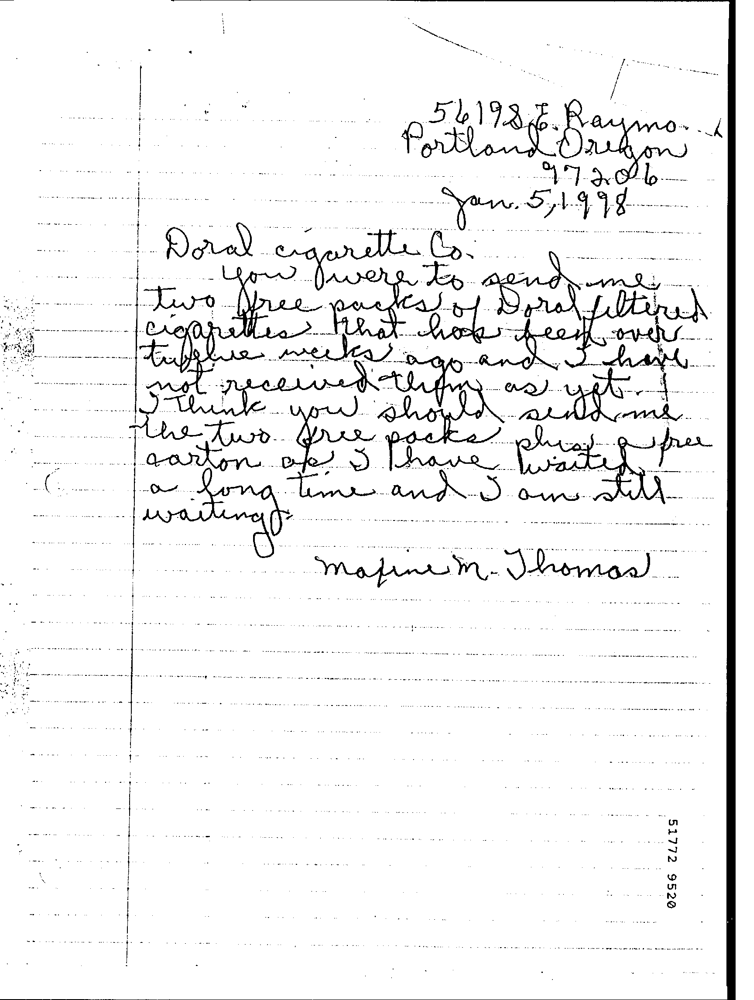 Portland Oregon
97206
Jan. 5, 1998
Doral cigarette Co.
you were to send me
two free packs of Doral filtered
cigarettes that has been over
twelve weeks ago and I have
not received them as yet.
I think you should send me
the two free packs plus a free
carton as I have waited
a long time and I am still
waiting.
M. Thomas
51772 9520